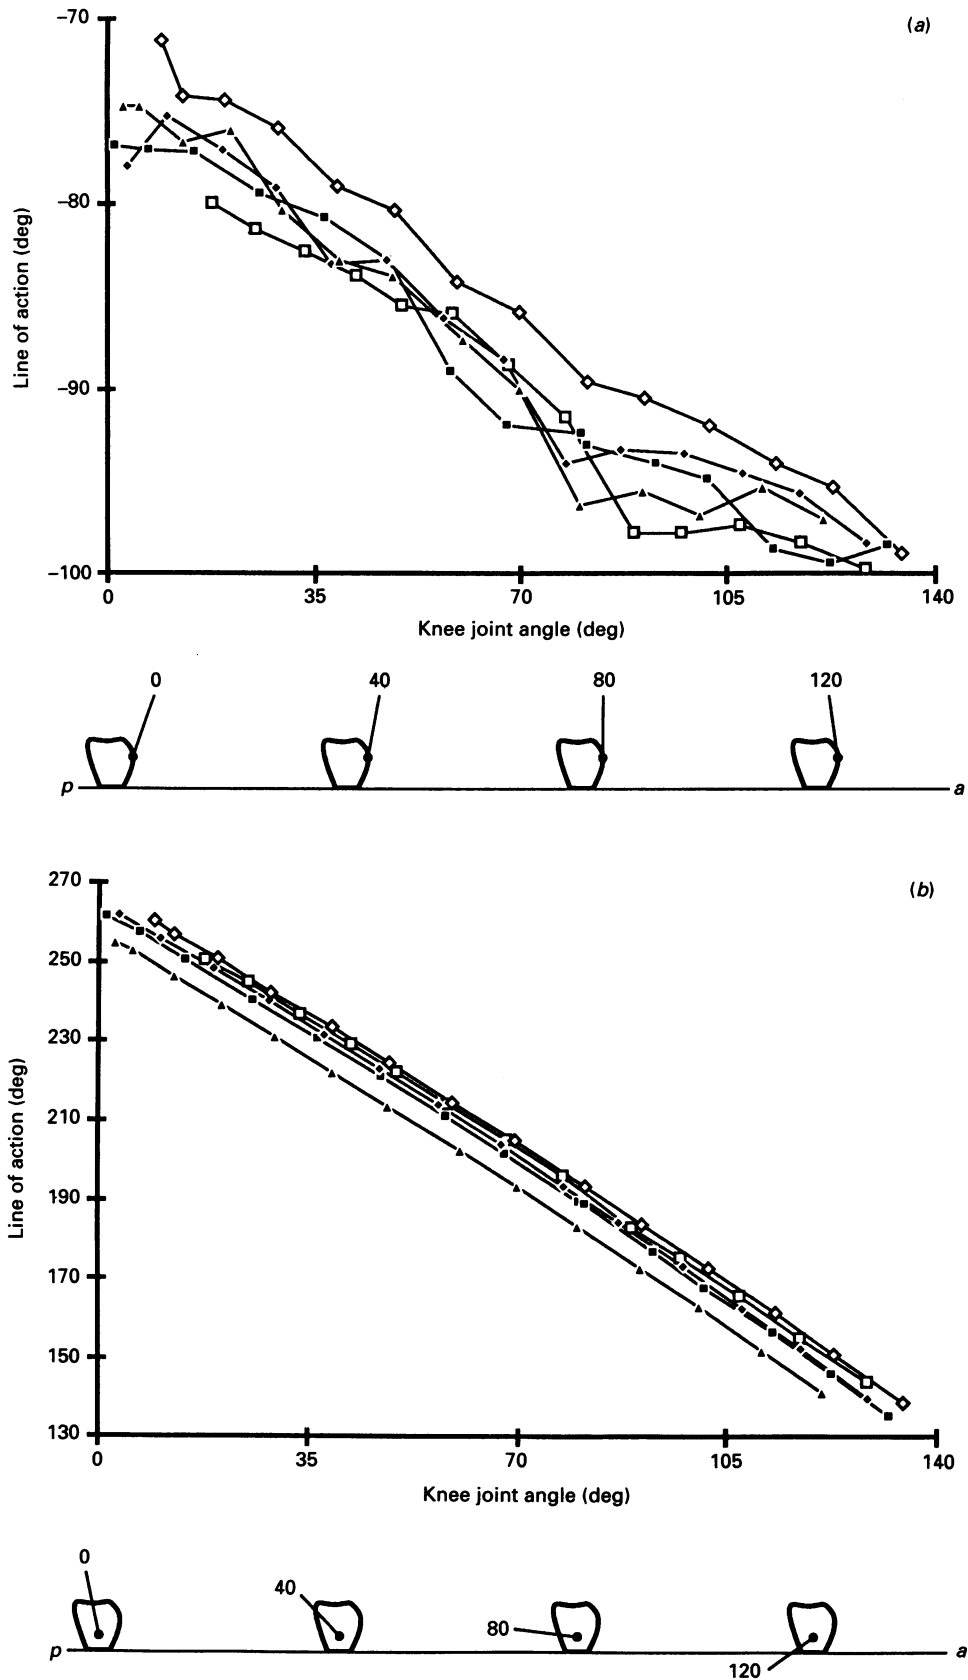 (a)
−70
−80
−90
−100
Line of action (deg)
0 35 70 105 140
Knee joint angle (deg)
0 40 80 120
p a
(b)
270
250
230
210
190
170
150
130
Line of action (deg)
0 35 70 105 140
Knee joint angle (deg)
0
40
80
120
p a